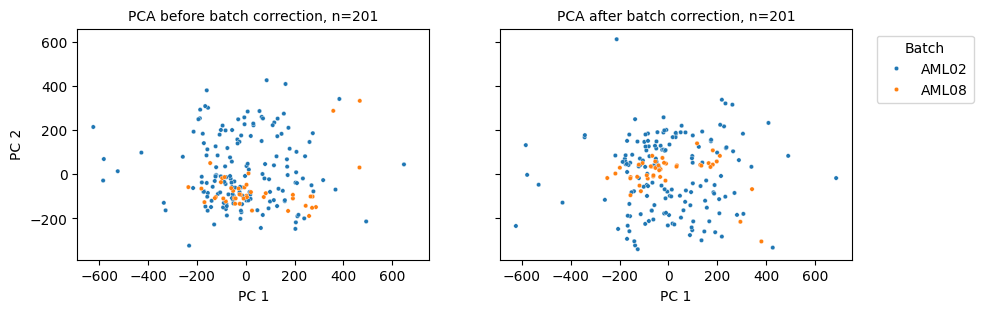 PCA before batch correction, n=201
PC 2
600
400
200
0
−200
−600
−400
−200
0
200
400
600
PC 1
PCA after batch correction, n=201
−600
−400
−200
0
200
400
600
PC 1
Batch
AML02
AML08